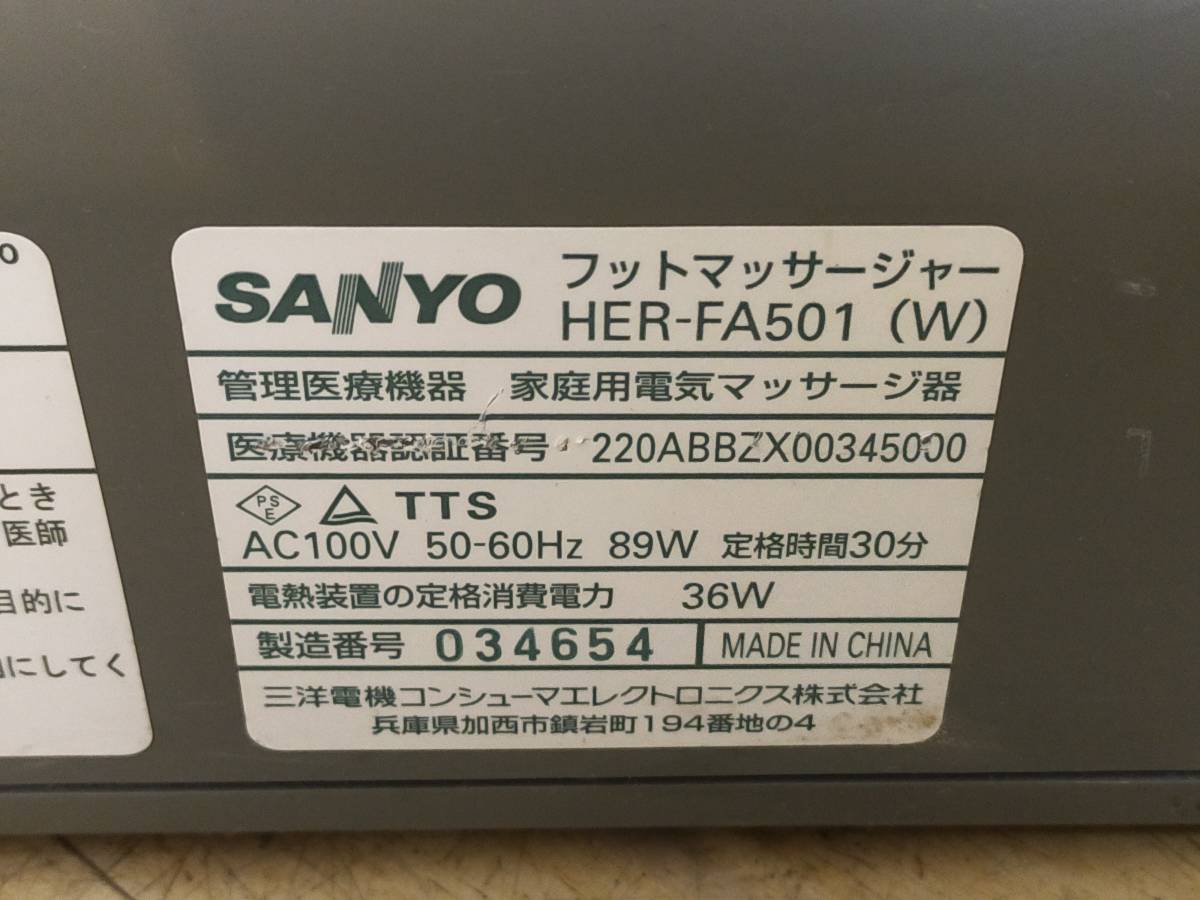 o
とき
医師
目的に
にしてく
SANYO フットマッサージャー
HER-FA501 (W)
管理医療機器 家庭用電気マッサージ器
医療機器認証番号 220ABBZX00345000
PSE TTS
AC100V 50-60Hz 89W 定格時間30分
電熱装置の定格消費電力 36W
製造番号 034654 MADE IN CHINA
三洋電機コンシューマエレクトロニクス株式会社
兵庫県加西市鎮岩町194番地の4